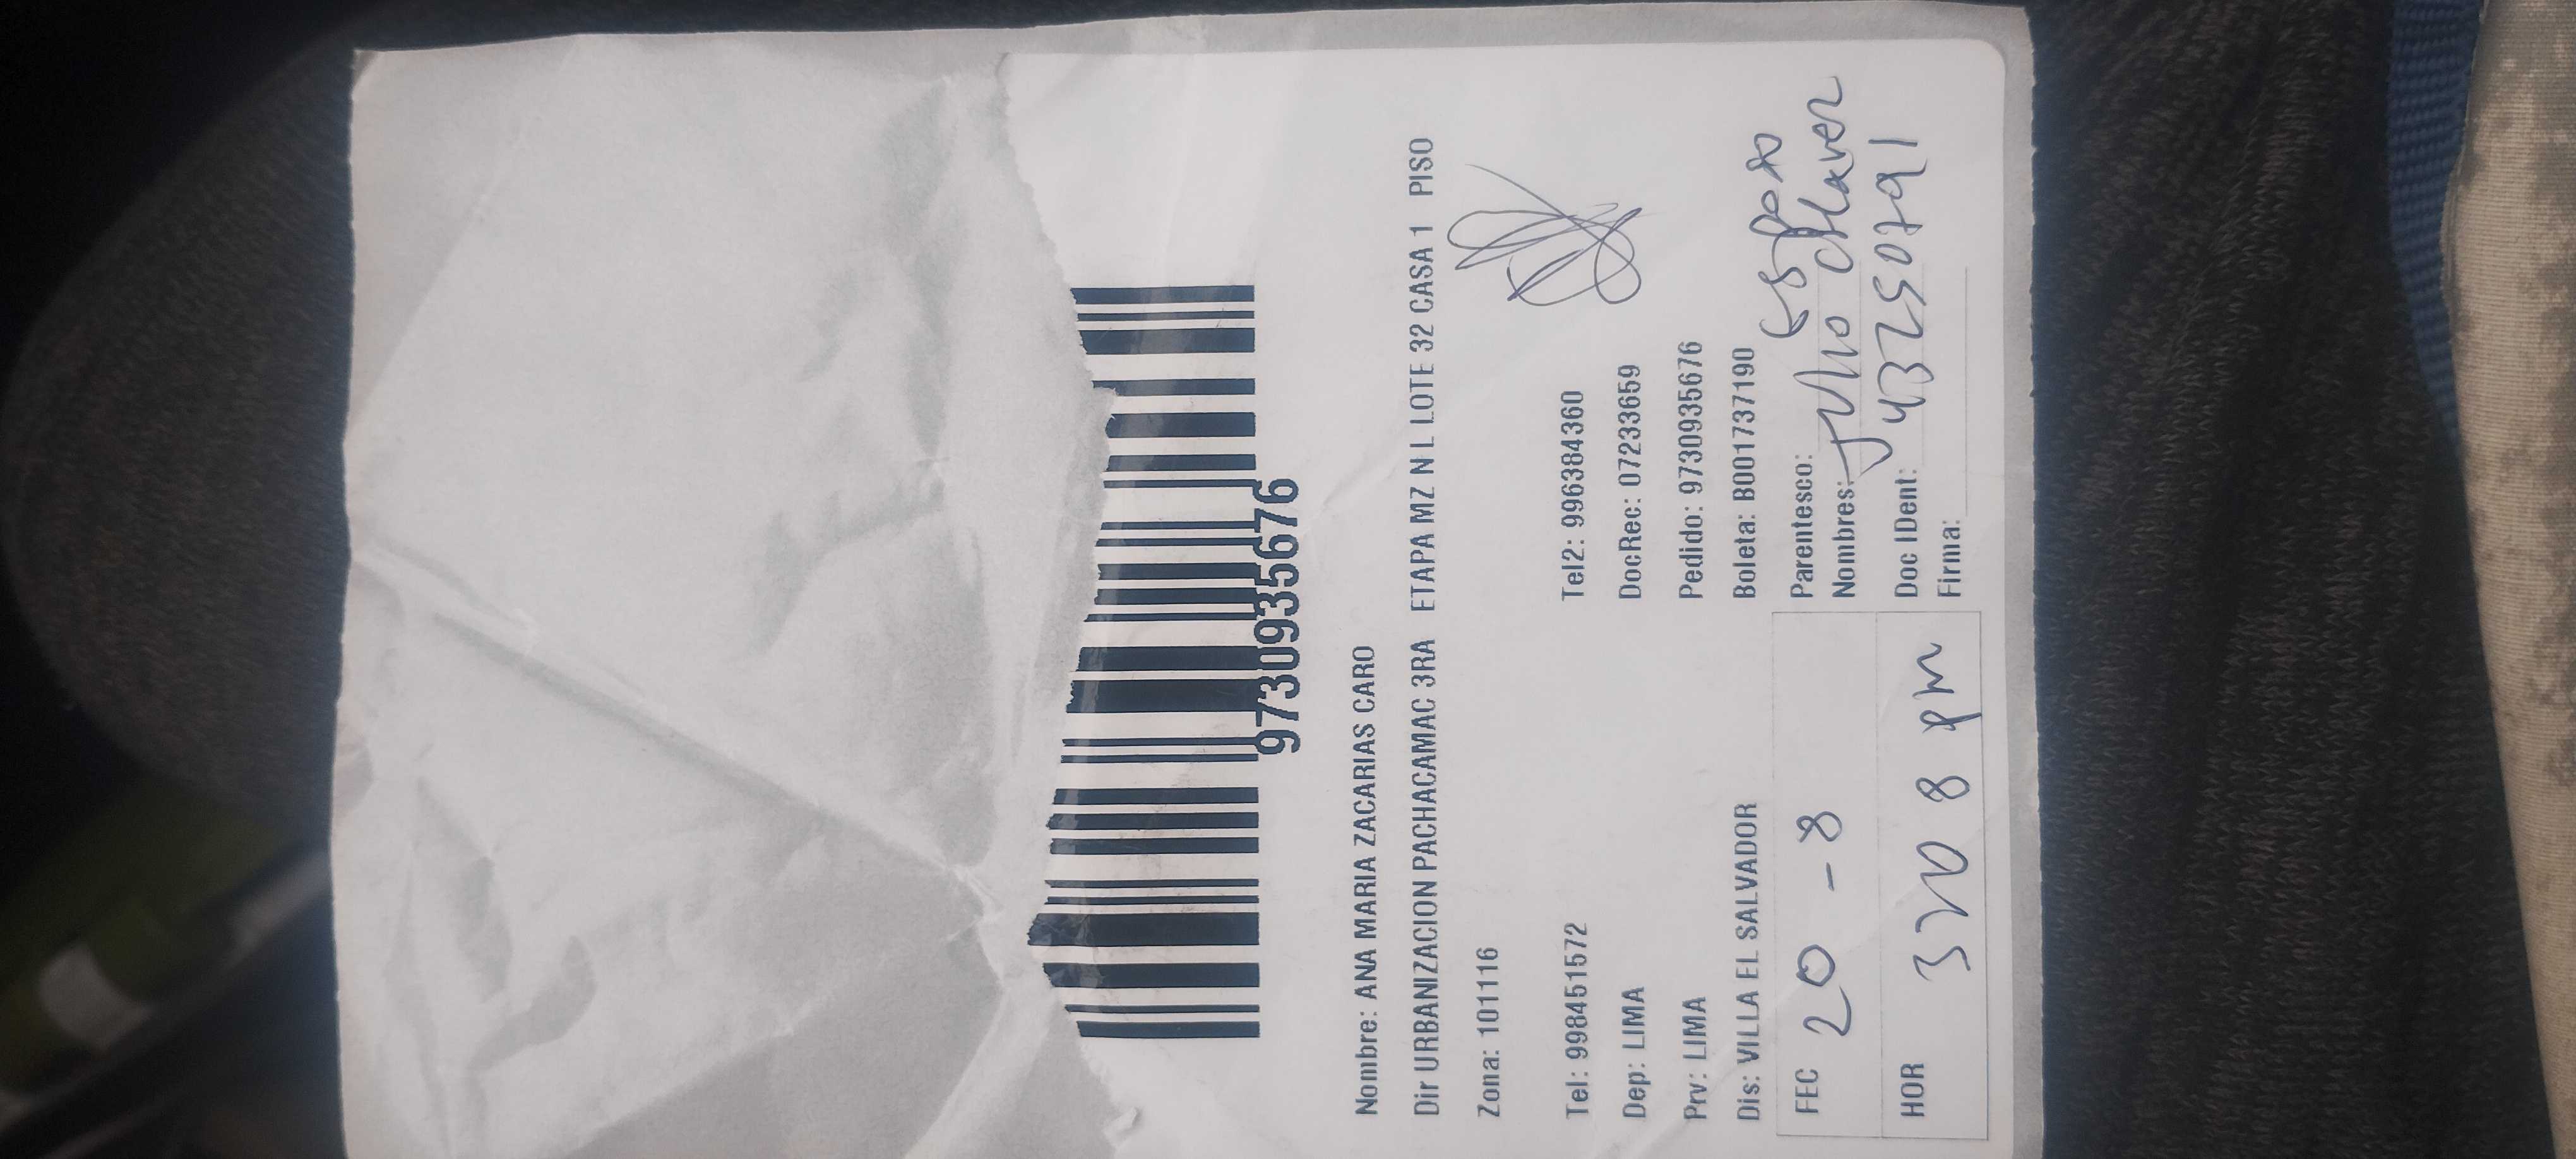 9730935676
Nombre: ANA MARIA ZACARIAS CARO
Dir URBANIZACION PACHACAMAC 3RA ETAPA MZ N L LOTE 32 CASA 1 PISO
Zona: 101116
Tel: 998451572 Tel2: 996384360
Dep: LIMA DocRec: 07233659
Prv: LIMA Pedido: 9730935676
Dis: VILLA EL SALVADOR Boleta: B001737190
FEC 20-8 Parentesco: esposo
Nombres: Julio CHavez
HOR 320 8 pm Doc IDent: 43250791
Firma: